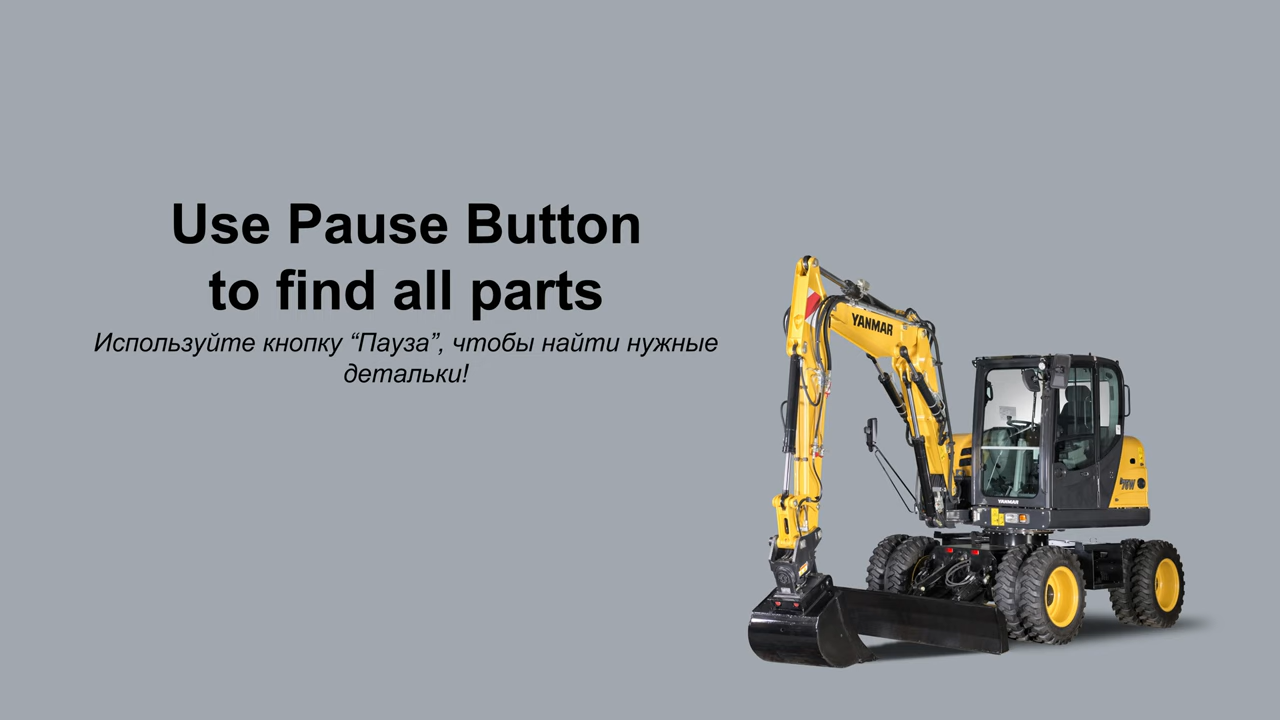 Use Pause Button
to find all parts
Используйте кнопку “Пауза”, чтобы найти нужные
детальки!
YANMAR
YANMAR